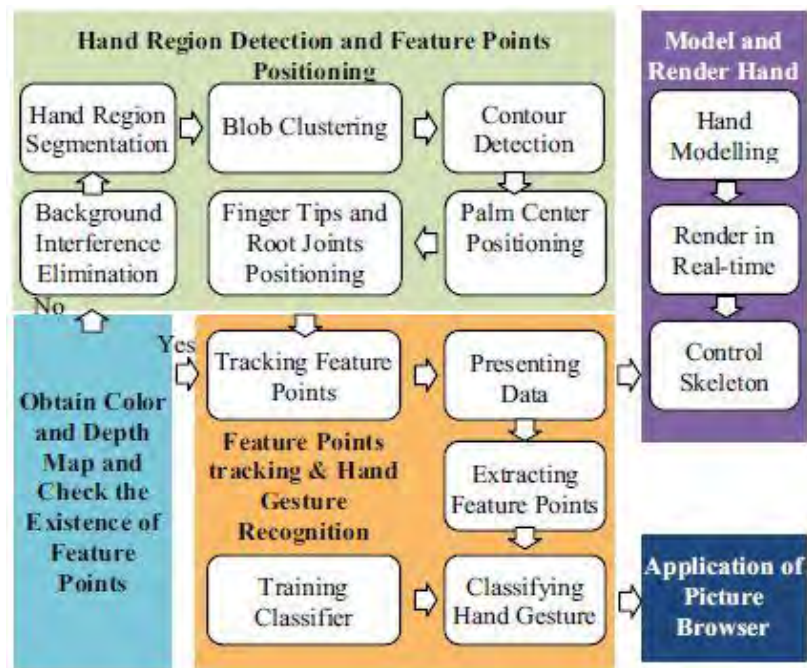 Hand Region Detection and Feature Points
Positioning
Hand Region
Segmentation
Blob Clustering
Contour
Detection
Background
Interference
Elimination
Finger Tips and
Root Joints
Positioning
Palm Center
Positioning
Model and
Render Hand
Hand
Modelling
Render in
Real-time
Control
Skeleton
No
Yes
Obtain Color
and Depth
Map and
Check the
Existence of
Feature
Points
Tracking Feature
Points
Presenting
Data
Feature Points
tracking & Hand
Gesture
Recognition
Extracting
Feature Points
Training
Classifier
Classifying
Hand Gesture
Application of
Picture
Browser